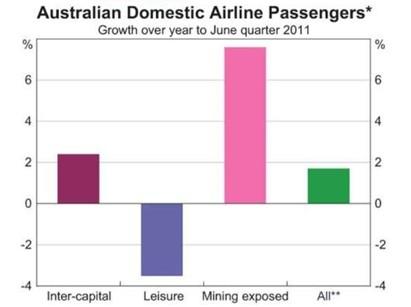 Australian Domestic Airline Passengers*
Growth over year to June quarter 2011
% %
6 6
4 4
2 2
0 0
-2 -2
-4 -4
Inter-capital Leisure Mining exposed All**